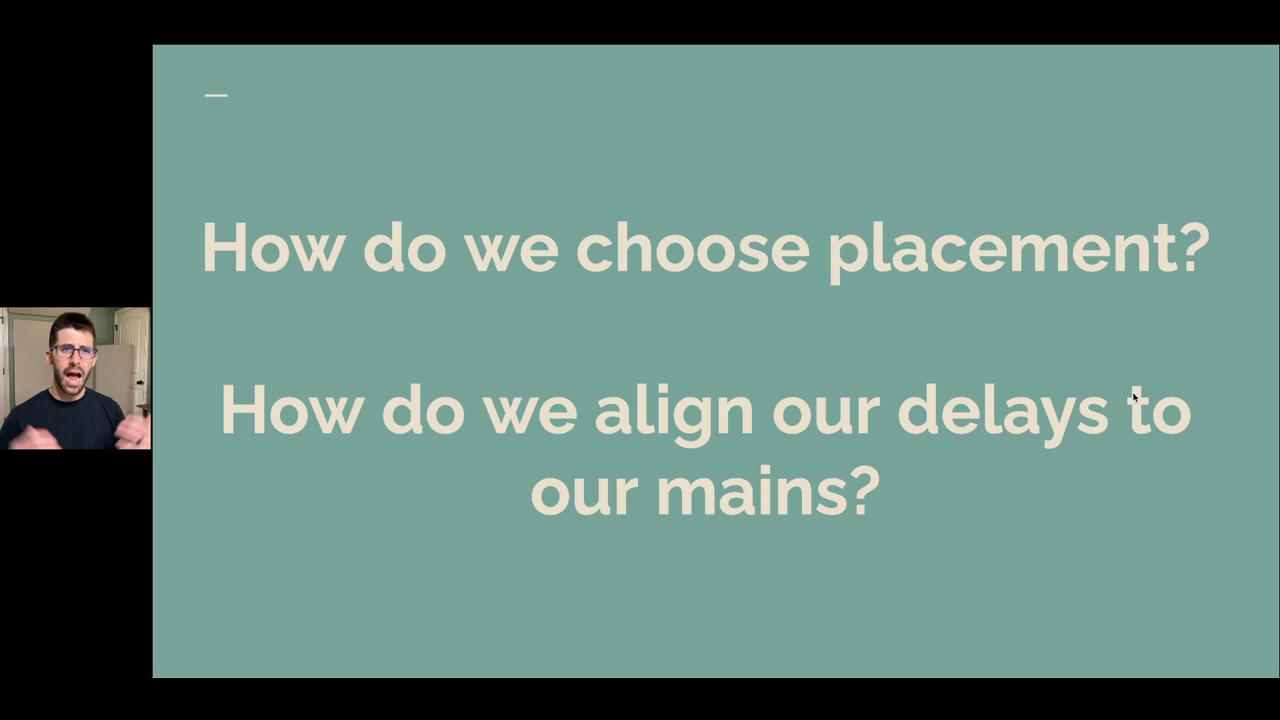 How do we choose placement?
How do we align our delays to
our mains?